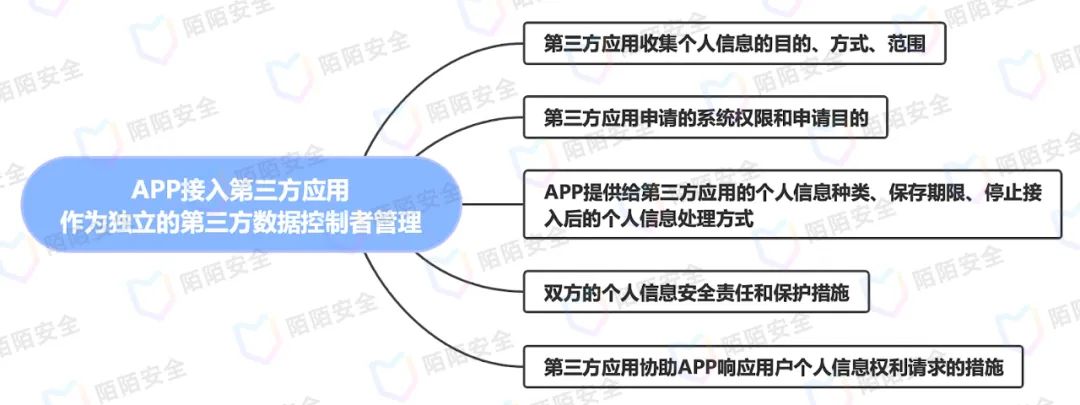 第三方应用收集个人信息的目的、方式、范围
第三方应用申请的系统权限和申请目的
APP接入第三方应用
作为独立的第三方数据控制者管理
APP提供给第三方应用的个人信息种类、保存期限、停止接
入后的个人信息处理方式
双方的个人信息安全责任和保护措施
第三方应用协助APP响应用户个人信息权利请求的措施
陌陌安全